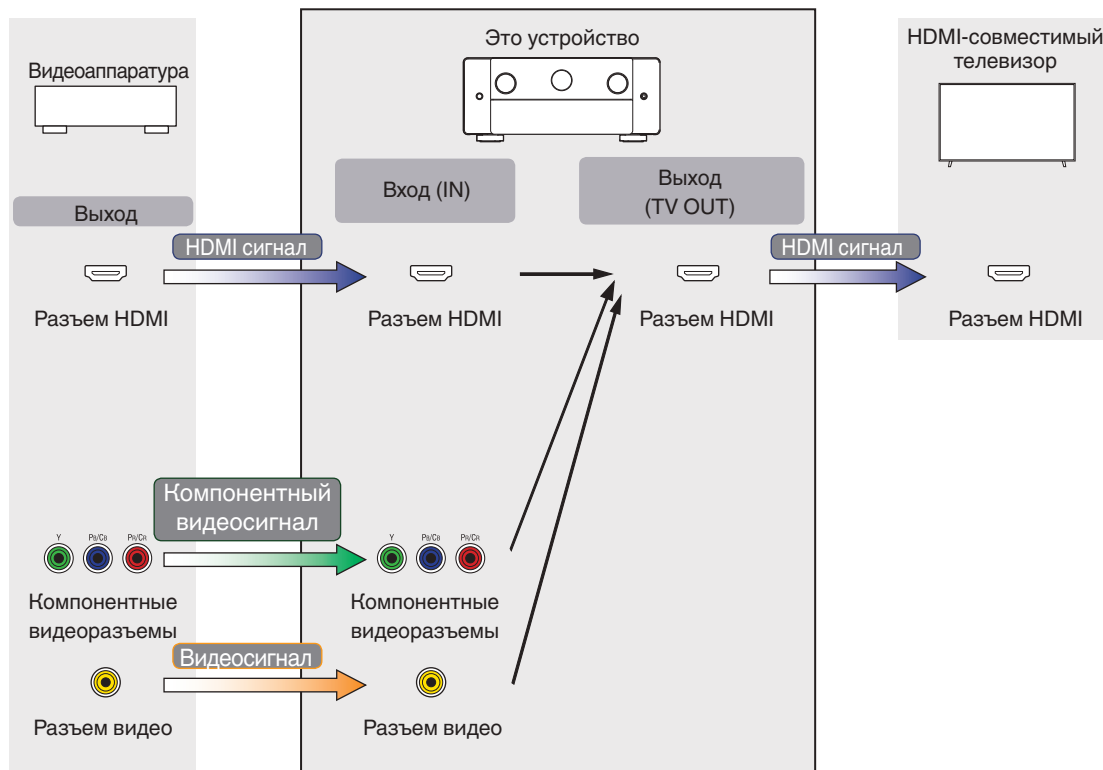 Видеоаппаратура
Выход
Это устройство
Вход (IN)
Выход
(TV OUT)
HDMI-совместимый
телевизор
HDMI сигнал
HDMI сигнал
Разъем HDMI
Разъем HDMI
Разъем HDMI
Разъем HDMI
Компонентный
видеосигнал
Y PB/CB PR/CR
Y PB/CB PR/CR
Компонентные
видеоразъемы
Компонентные
видеоразъемы
Видеосигнал
Разъем видео
Разъем видео